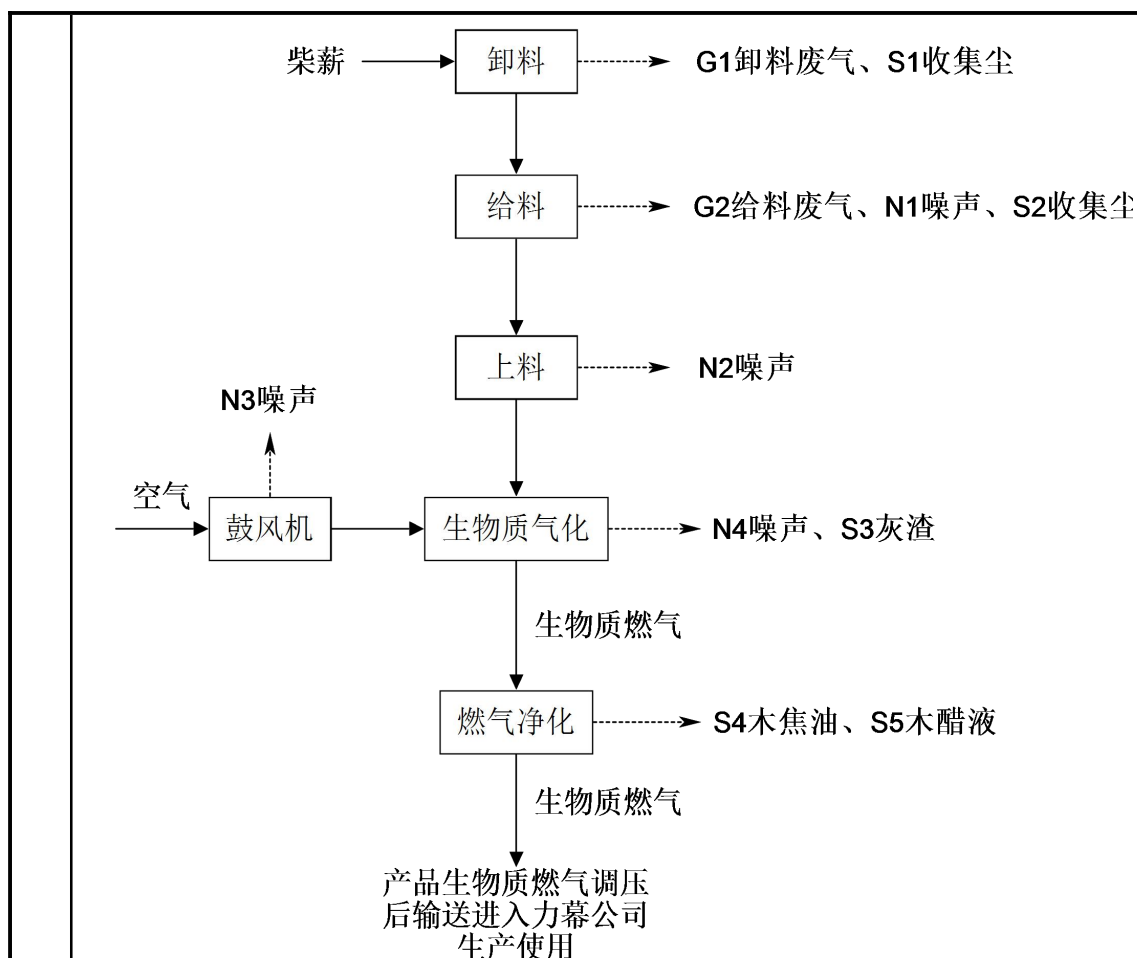 柴薪
卸料
G1卸料废气、S1收集尘
给料
G2给料废气、N1噪声、S2收集尘
上料
N2噪声
N3噪声
空气
鼓风机
生物质气化
N4噪声、S3灰渣
生物质燃气
燃气净化
S4木焦油、S5木醋液
生物质燃气
产品生物质燃气调压
后输送进入力幕公司
生产使用